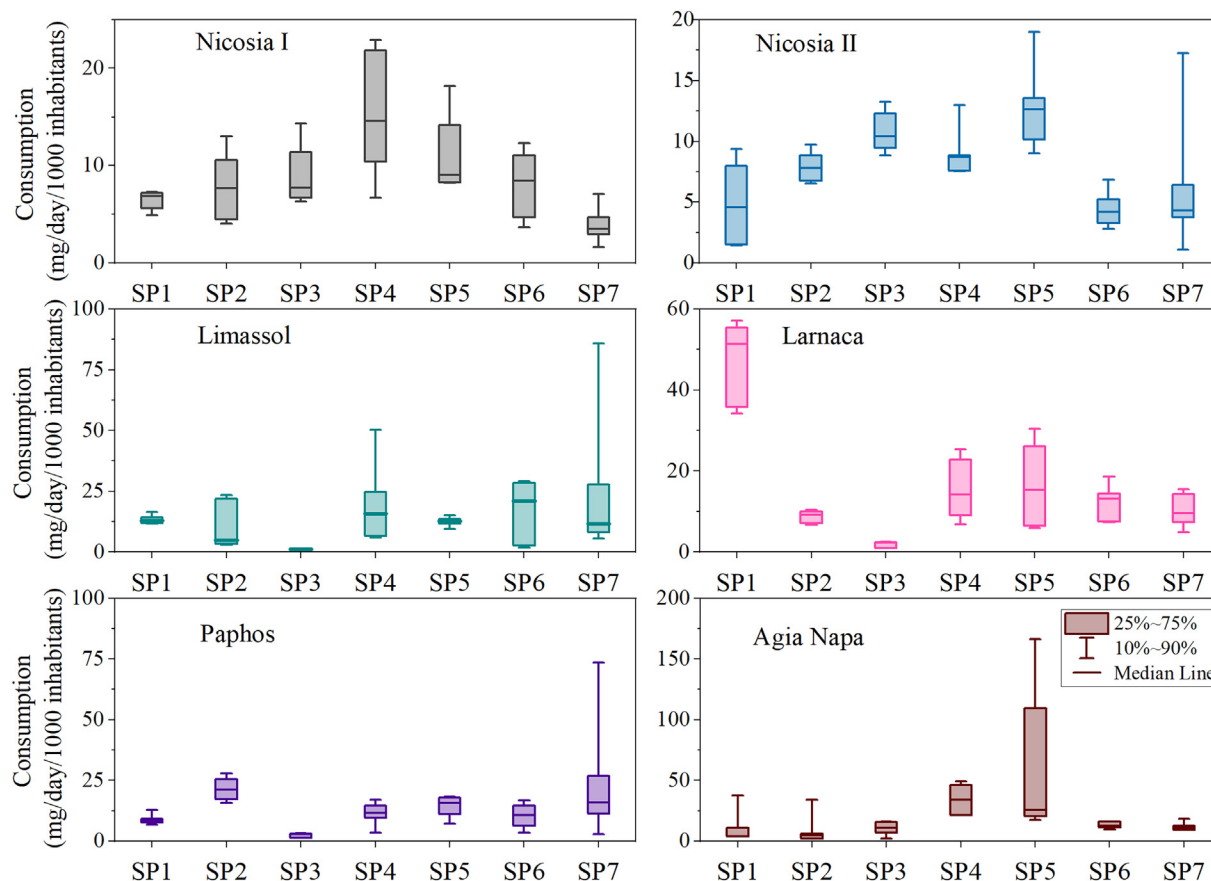 Nicosia I
Nicosia II
Consumption
(mg/day/1000 inhabitants)
20
10
0
20
15
10
5
0
SP1 SP2 SP3 SP4 SP5 SP6 SP7
SP1 SP2 SP3 SP4 SP5 SP6 SP7
Limassol
Larnaca
Consumption
(mg/day/1000 inhabitants)
100
75
50
25
0
60
40
20
0
SP1 SP2 SP3 SP4 SP5 SP6 SP7
SP1 SP2 SP3 SP4 SP5 SP6 SP7
Paphos
Agia Napa
Consumption
(mg/day/1000 inhabitants)
100
75
50
25
0
200
150
100
50
0
25%~75%
10%~90%
Median Line
SP1 SP2 SP3 SP4 SP5 SP6 SP7
SP1 SP2 SP3 SP4 SP5 SP6 SP7